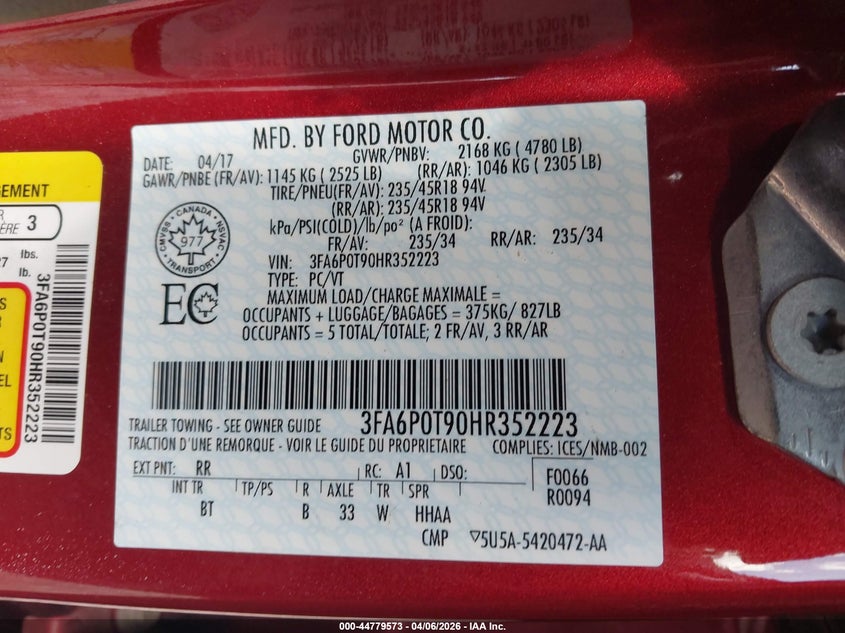 MFD. BY FORD MOTOR CO.
DATE: 04/17 GVWR/PNBV: 2168 KG ( 4780 LB)
GAWR/PNBE (FR/AV): 1145 KG ( 2525 LB) (RR/AR): 1046 KG ( 2305 LB)
TIRE/PNEU(FR/AV): 235/45R18 94V
(RR/AR): 235/45R18 94V
kPa/PSI(COLD)/lb/po² (A FROID):
FR/AV: 235/34 RR/AR: 235/34
VIN: 3FA6P0T90HR352223
TYPE: PC/VT
MAXIMUM LOAD/CHARGE MAXIMALE =
OCCUPANTS + LUGGAGE/BAGAGES = 375KG/ 827LB
OCCUPANTS = 5 TOTAL/TOTALE; 2 FR/AV, 3 RR/AR
CANADA
CMVSS 977 NSVAC
TRANSPORT
EC
TRAILER TOWING - SEE OWNER GUIDE 3FA6P0T90HR352223
TRACTION D'UNE REMORQUE - VOIR LE GUIDE DU PROPRIETAIRE COMPLIES: ICES/NMB-002
EXT PNT: RR RC: A1 DSO: F0066
R0094
INT TR TP/PS R AXLE TR SPR
BT B 33 W HHAA
CMP 5U5A-5420472-AA
3
lbs.
lb.
3FA6P0T90HR352223
000-44779573 - 04/06/2026 - IAA Inc.